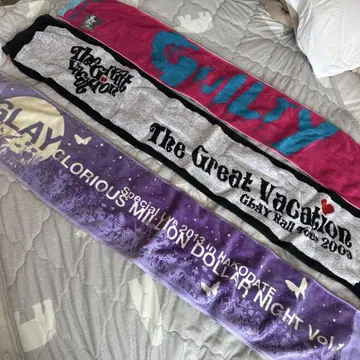 GUILTY
The Great
Vacation
The Great Vacation
GLAY Hall Tour 2009
GLAY
Special Live 2013 in HAKODATE
GLORIOUS MILLION DOLLAR NIGHT Vol.1